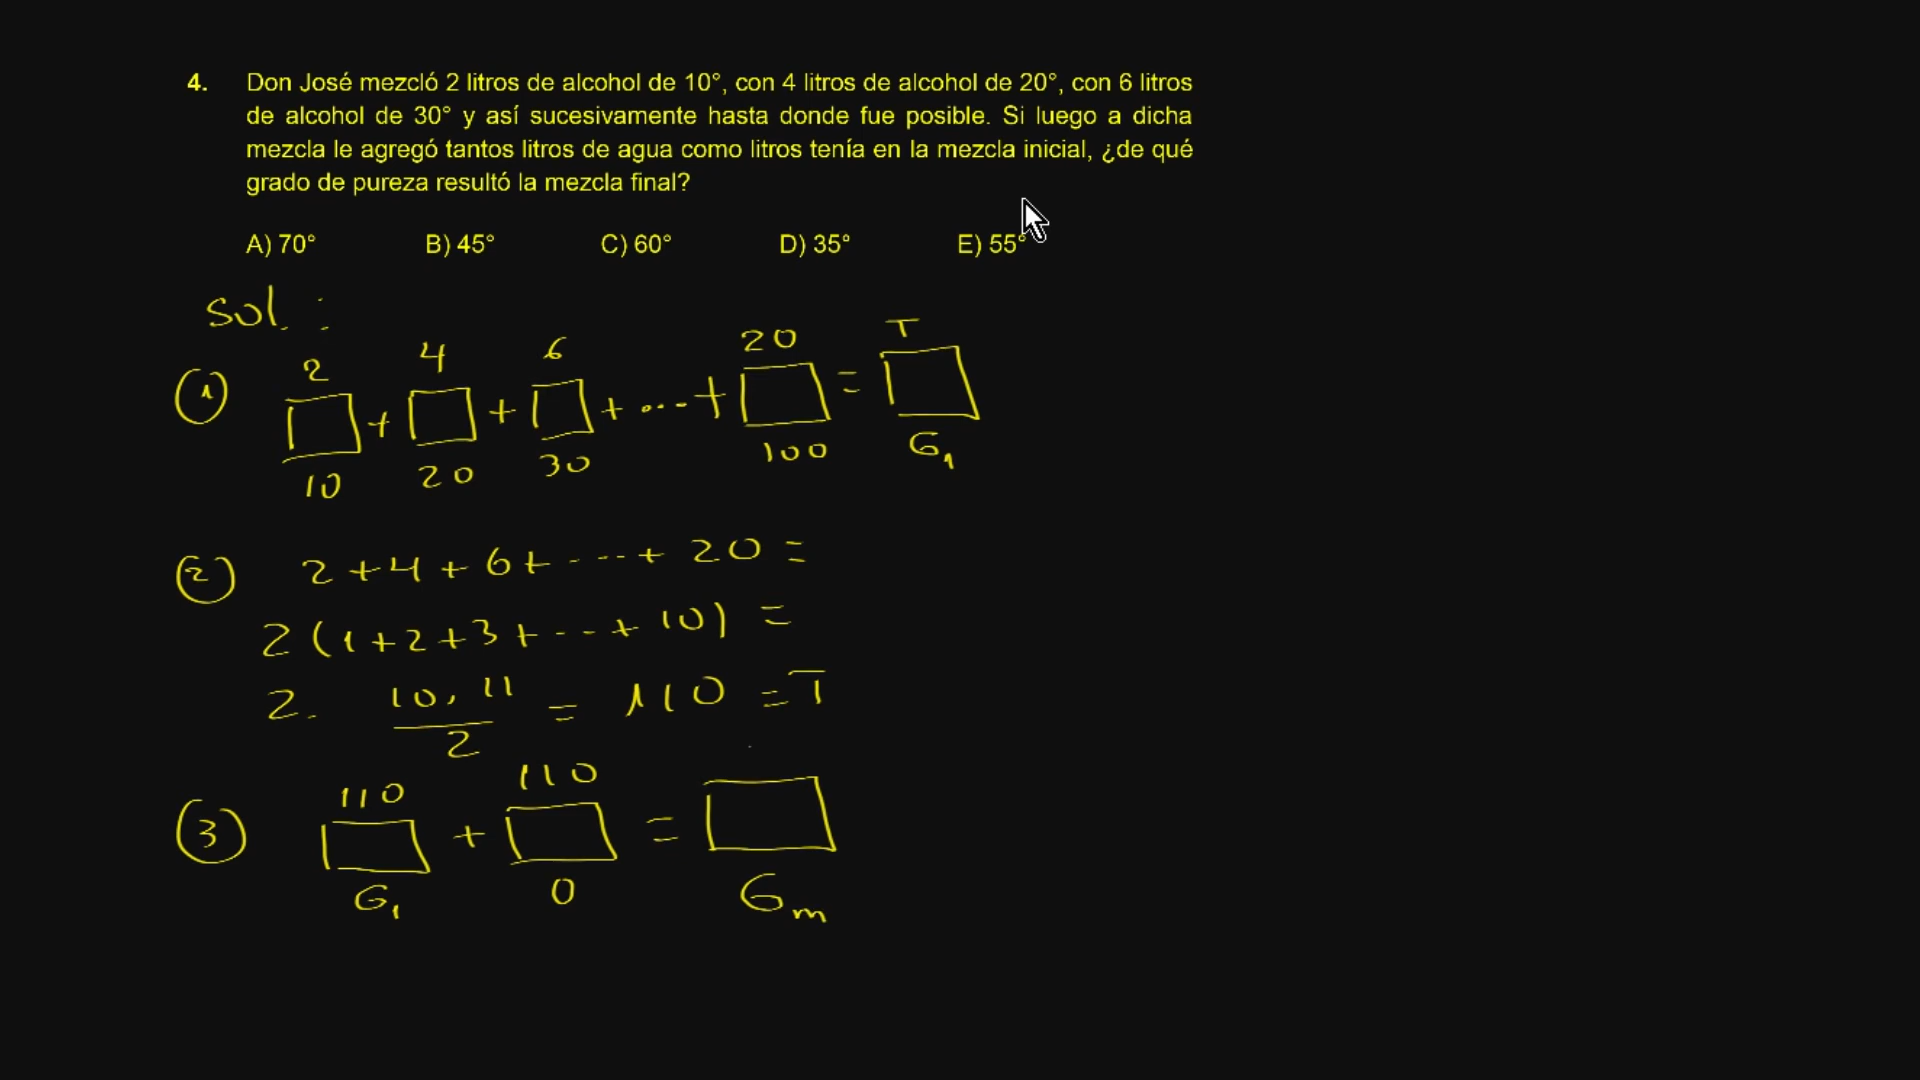 4. Don José mezcló 2 litros de alcohol de 10°, con 4 litros de alcohol de 20°, con 6 litros
de alcohol de 30° y así sucesivamente hasta donde fue posible. Si luego a dicha
mezcla le agregó tantos litros de agua como litros tenía en la mezcla inicial, ¿de qué
grado de pureza resultó la mezcla final?
A) 70° B) 45° C) 60° D) 35° E) 55°
Sol. :
2 4 6 20 T
(1) + + + ... + =
10 20 30 100 G₁
(2) 2 + 4 + 6 + ... + 20 =
2 (1 + 2 + 3 + ... + 10) =
2. 10.11 / 2 = 110 = T
110 110
(3) + =
G₁ 0 Gm